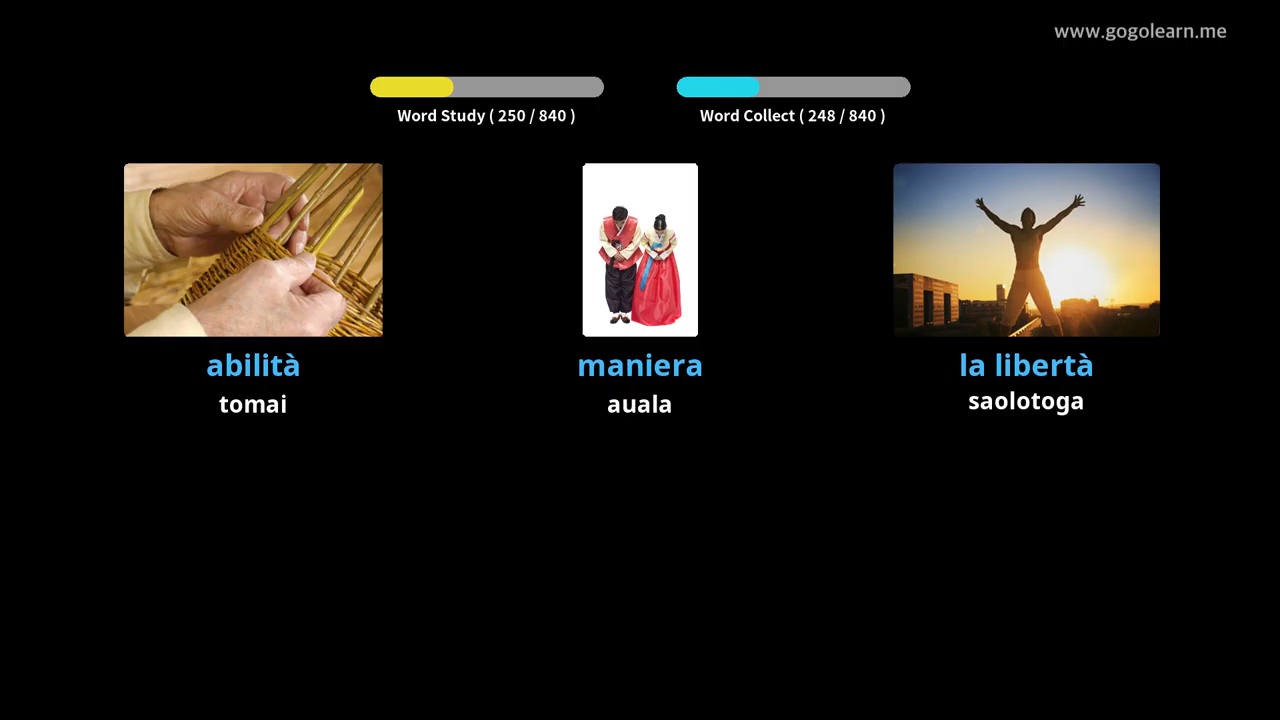 www.gogolearn.me
Word Study ( 250 / 840 )
Word Collect ( 248 / 840 )
abilità
tomai
maniera
auala
la libertà
saolotoga